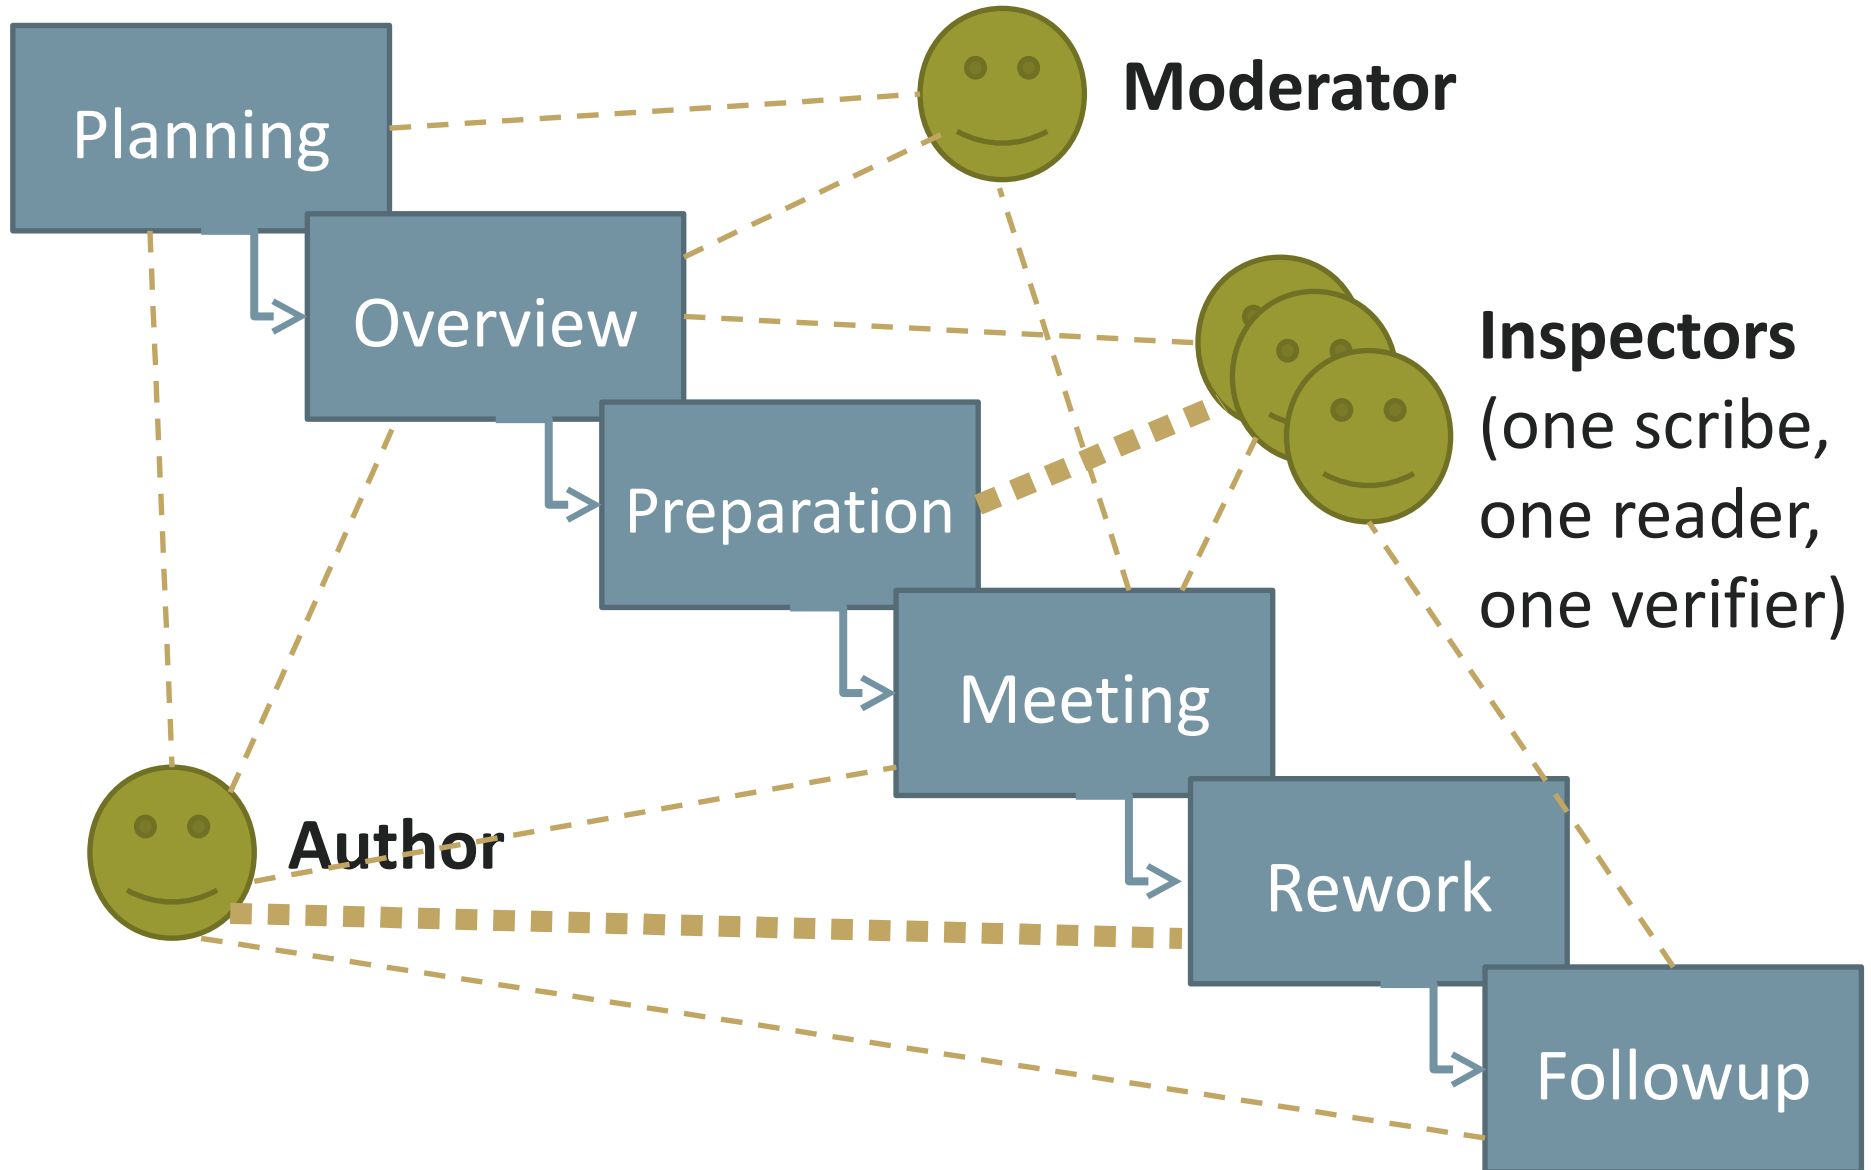 Planning
Moderator
Overview
Inspectors
(one scribe,
one reader,
one verifier)
Preparation
Meeting
Author
Rework
Followup